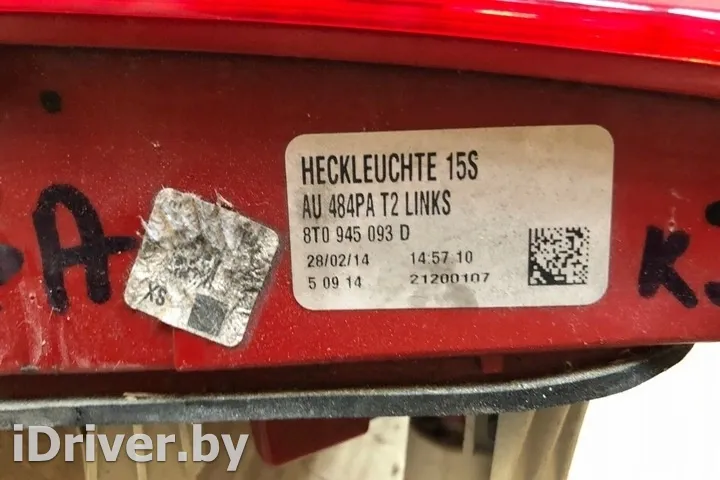 HECKLEUCHTE 15S
AU 484PA T2 LINKS
8T0 945 093 D
28/02/14 14:57:10
5 09 14 21200107
A
XS
K
iDriver.by